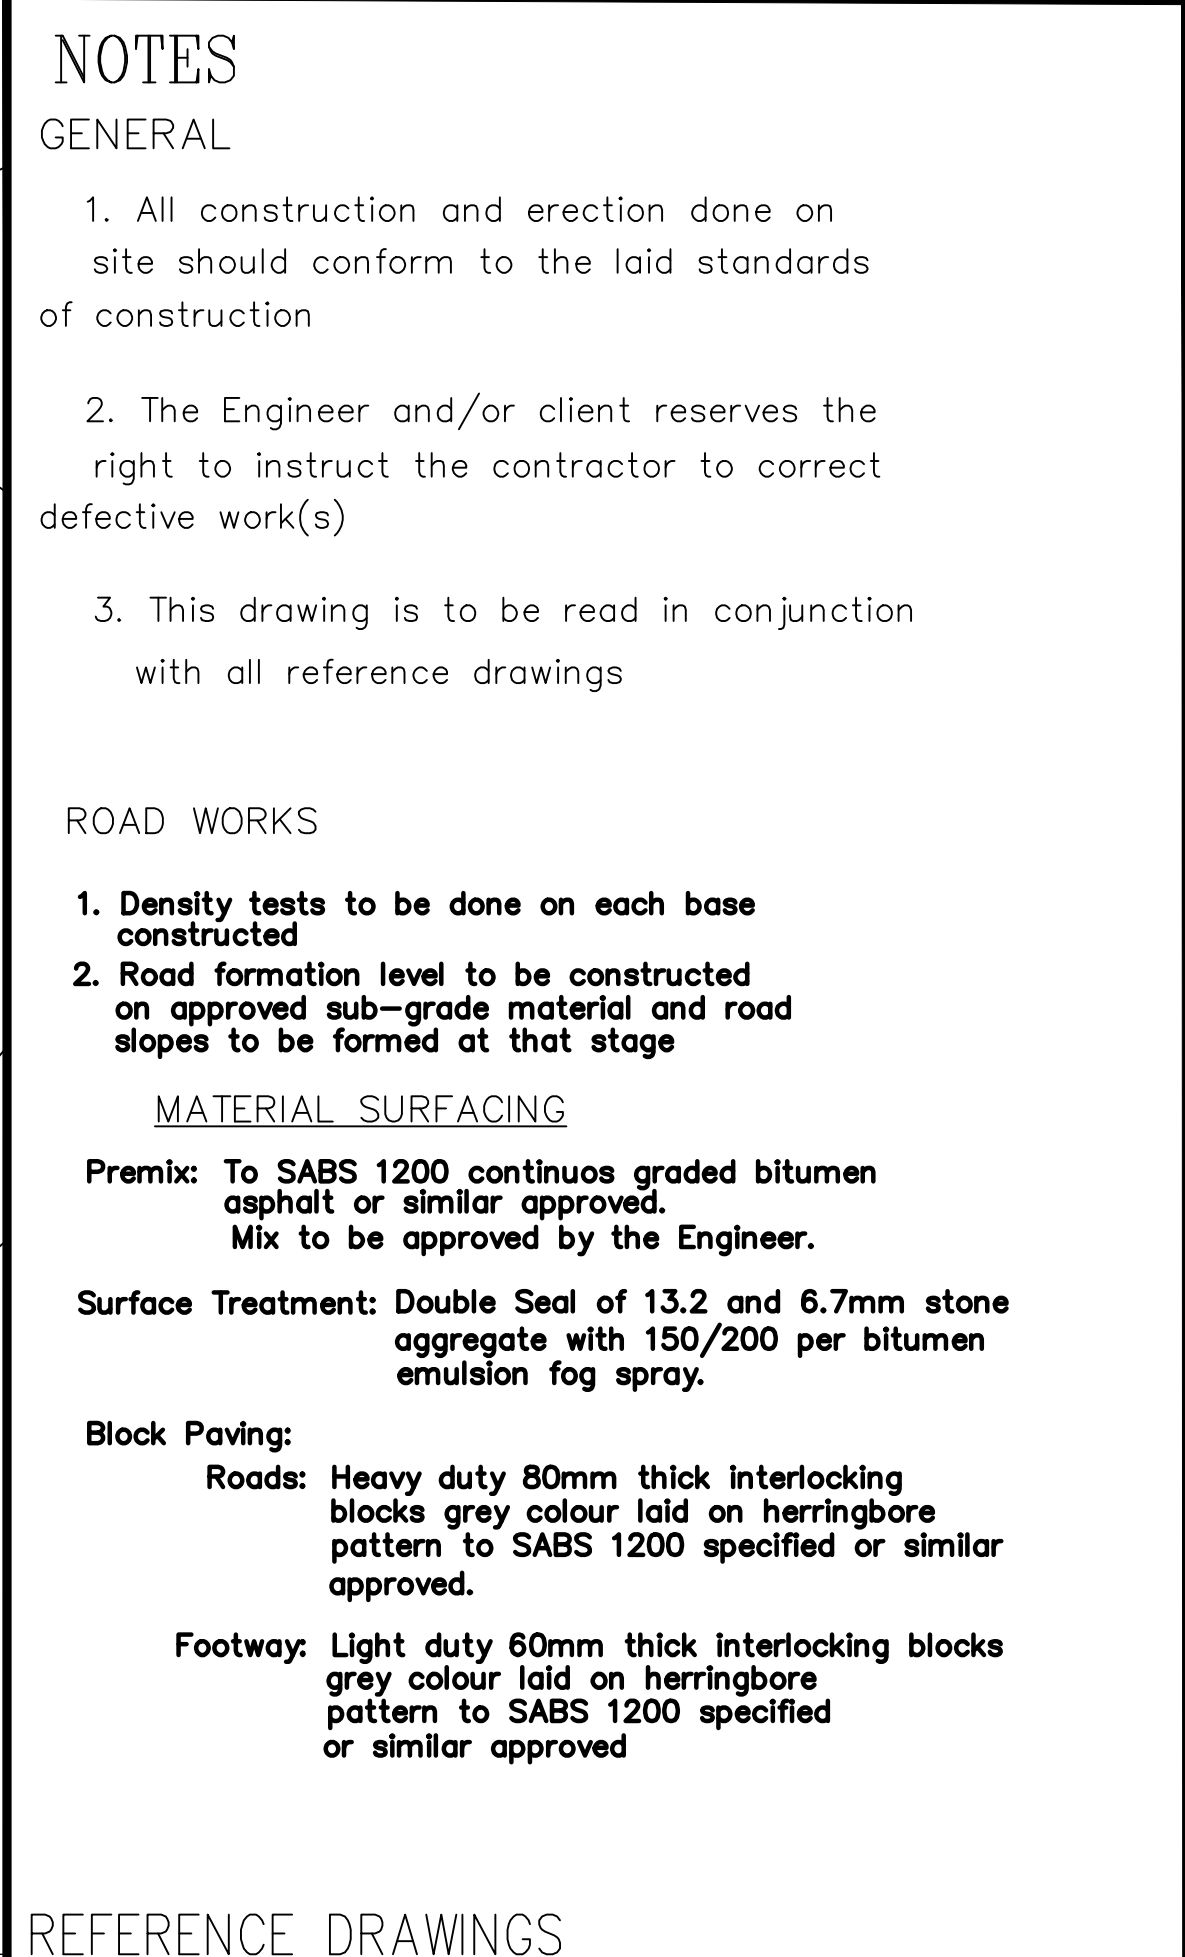 NOTES
GENERAL
1. All construction and erection done on
site should conform to the laid standards
of construction
2. The Engineer and/or client reserves the
right to instruct the contractor to correct
defective work(s)
3. This drawing is to be read in conjunction
with all reference drawings
ROAD WORKS
1. Density tests to be done on each base
constructed
2. Road formation level to be constructed
on approved sub-grade material and road
slopes to be formed at that stage
MATERIAL SURFACING
Premix: To SABS 1200 continuos graded bitumen
asphalt or similar approved.
Mix to be approved by the Engineer.
Surface Treatment: Double Seal of 13.2 and 6.7mm stone
aggregate with 150/200 per bitumen
emulsion fog spray.
Block Paving:
Roads: Heavy duty 80mm thick interlocking
blocks grey colour laid on herringbore
pattern to SABS 1200 specified or similar
approved.
Footway: Light duty 60mm thick interlocking blocks
grey colour laid on herringbore
pattern to SABS 1200 specified
or similar approved
REFERENCE DRAWINGS